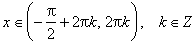 x ∈ (−π/2 + 2πk, 2πk), k ∈ Z